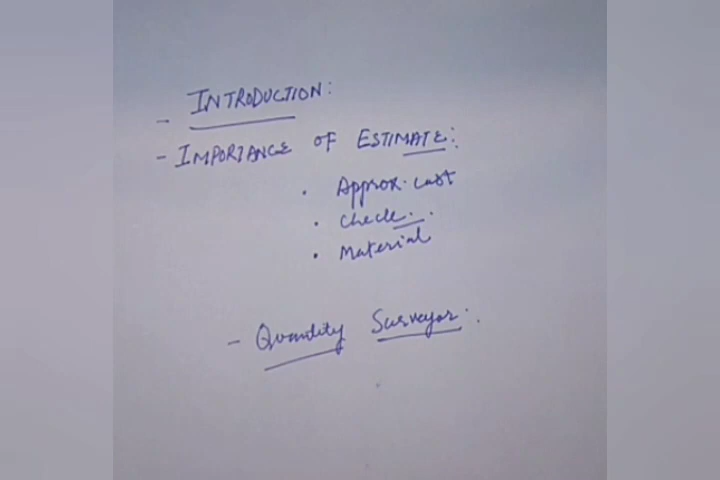 - INTRODUCTION:
- IMPORTANCE OF ESTIMATE:
. Approx. cost
. Check..
. Material
- Quantity Surveyor: